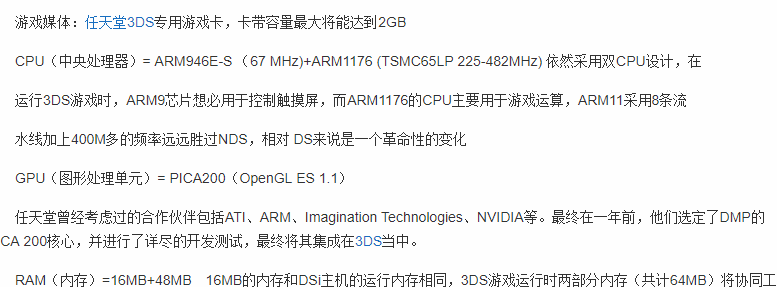 游戏媒体：任天堂3DS专用游戏卡，卡带容量最大将能达到2GB
CPU（中央处理器）= ARM946E-S （67 MHz)+ARM1176 (TSMC65LP 225-482MHz) 依然采用双CPU设计，在
运行3DS游戏时，ARM9芯片想必用于控制触摸屏，而ARM1176的CPU主要用于游戏运算，ARM11采用8条流
水线加上400M多的频率远远胜过NDS，相对 DS来说是一个革命性的变化
GPU（图形处理单元）= PICA200（OpenGL ES 1.1）
任天堂曾经考虑过的合作伙伴包括ATI、ARM、Imagination Technologies、NVIDIA等。最终在一年前，他们选定了DMP的
CA 200核心，并进行了详尽的开发测试，最终将其集成在3DS当中。
RAM（内存）=16MB+48MB 16MB的内存和DSi主机的运行内存相同，3DS游戏运行时两部分内存（共计64MB）将协同工